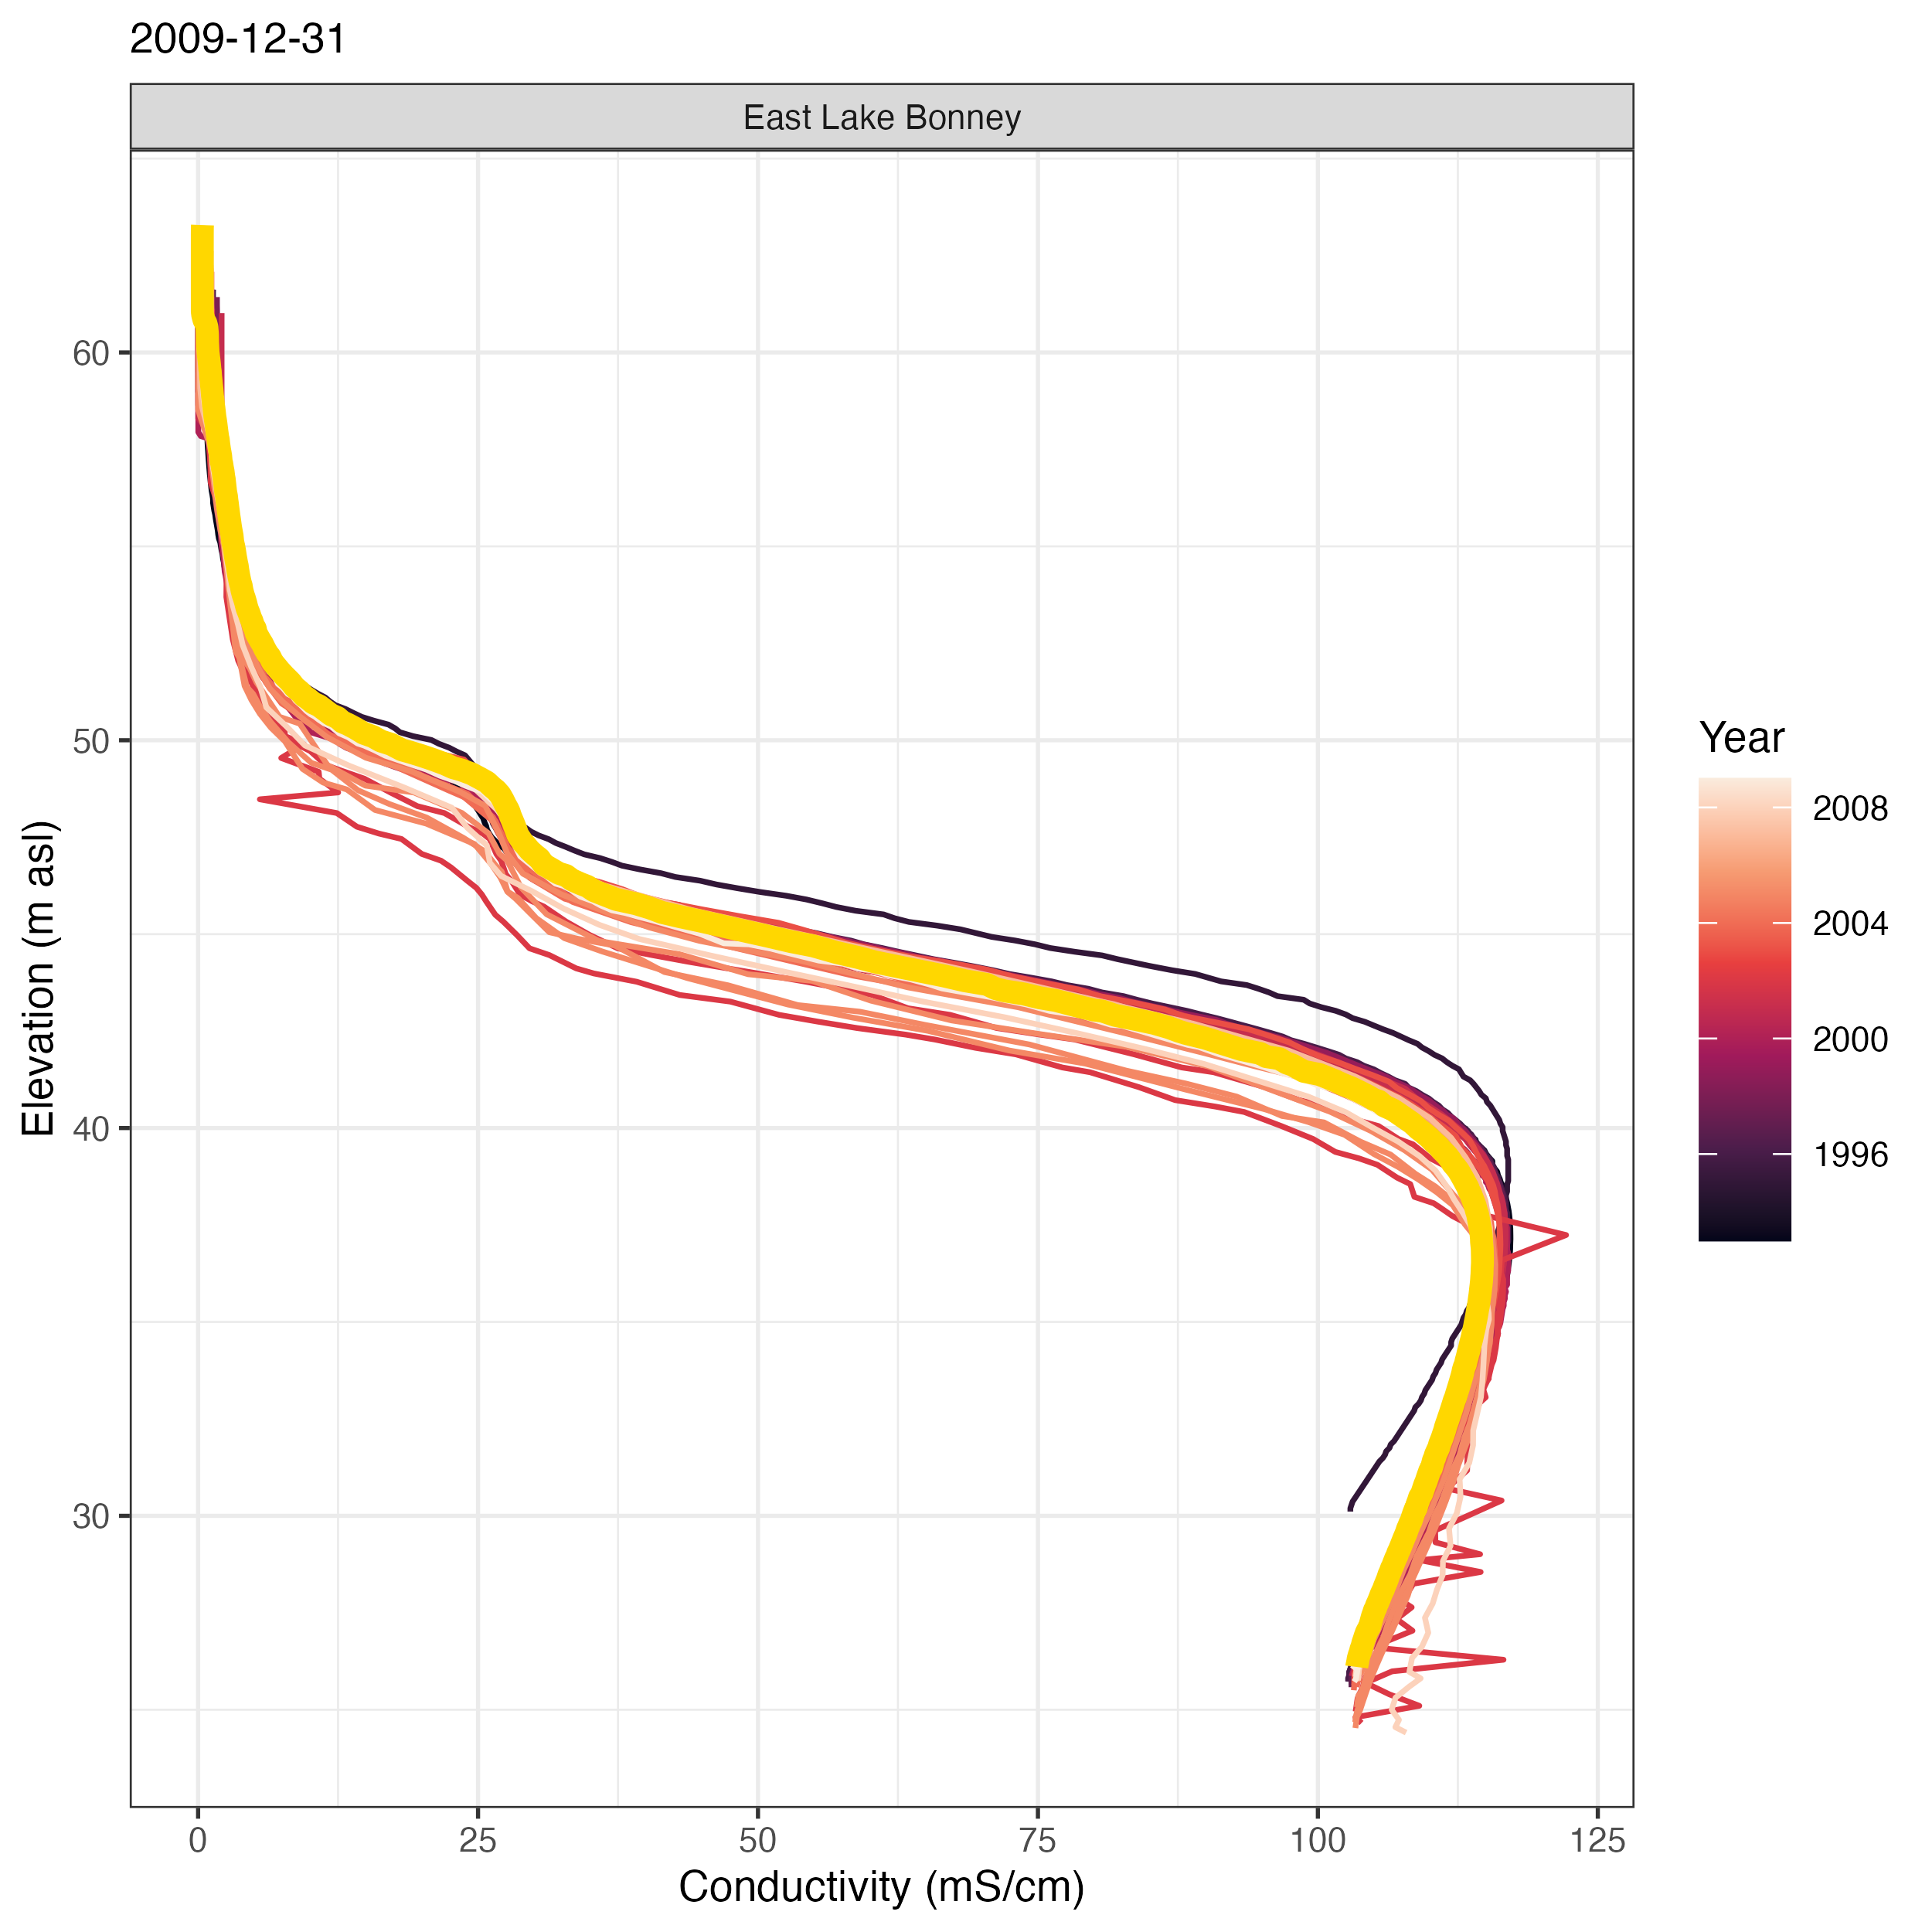 2009-12-31
East Lake Bonney
Elevation (m asl)
60
50
40
30
0 25 50 75 100 125
Conductivity (mS/cm)
Year
2008
2004
2000
1996